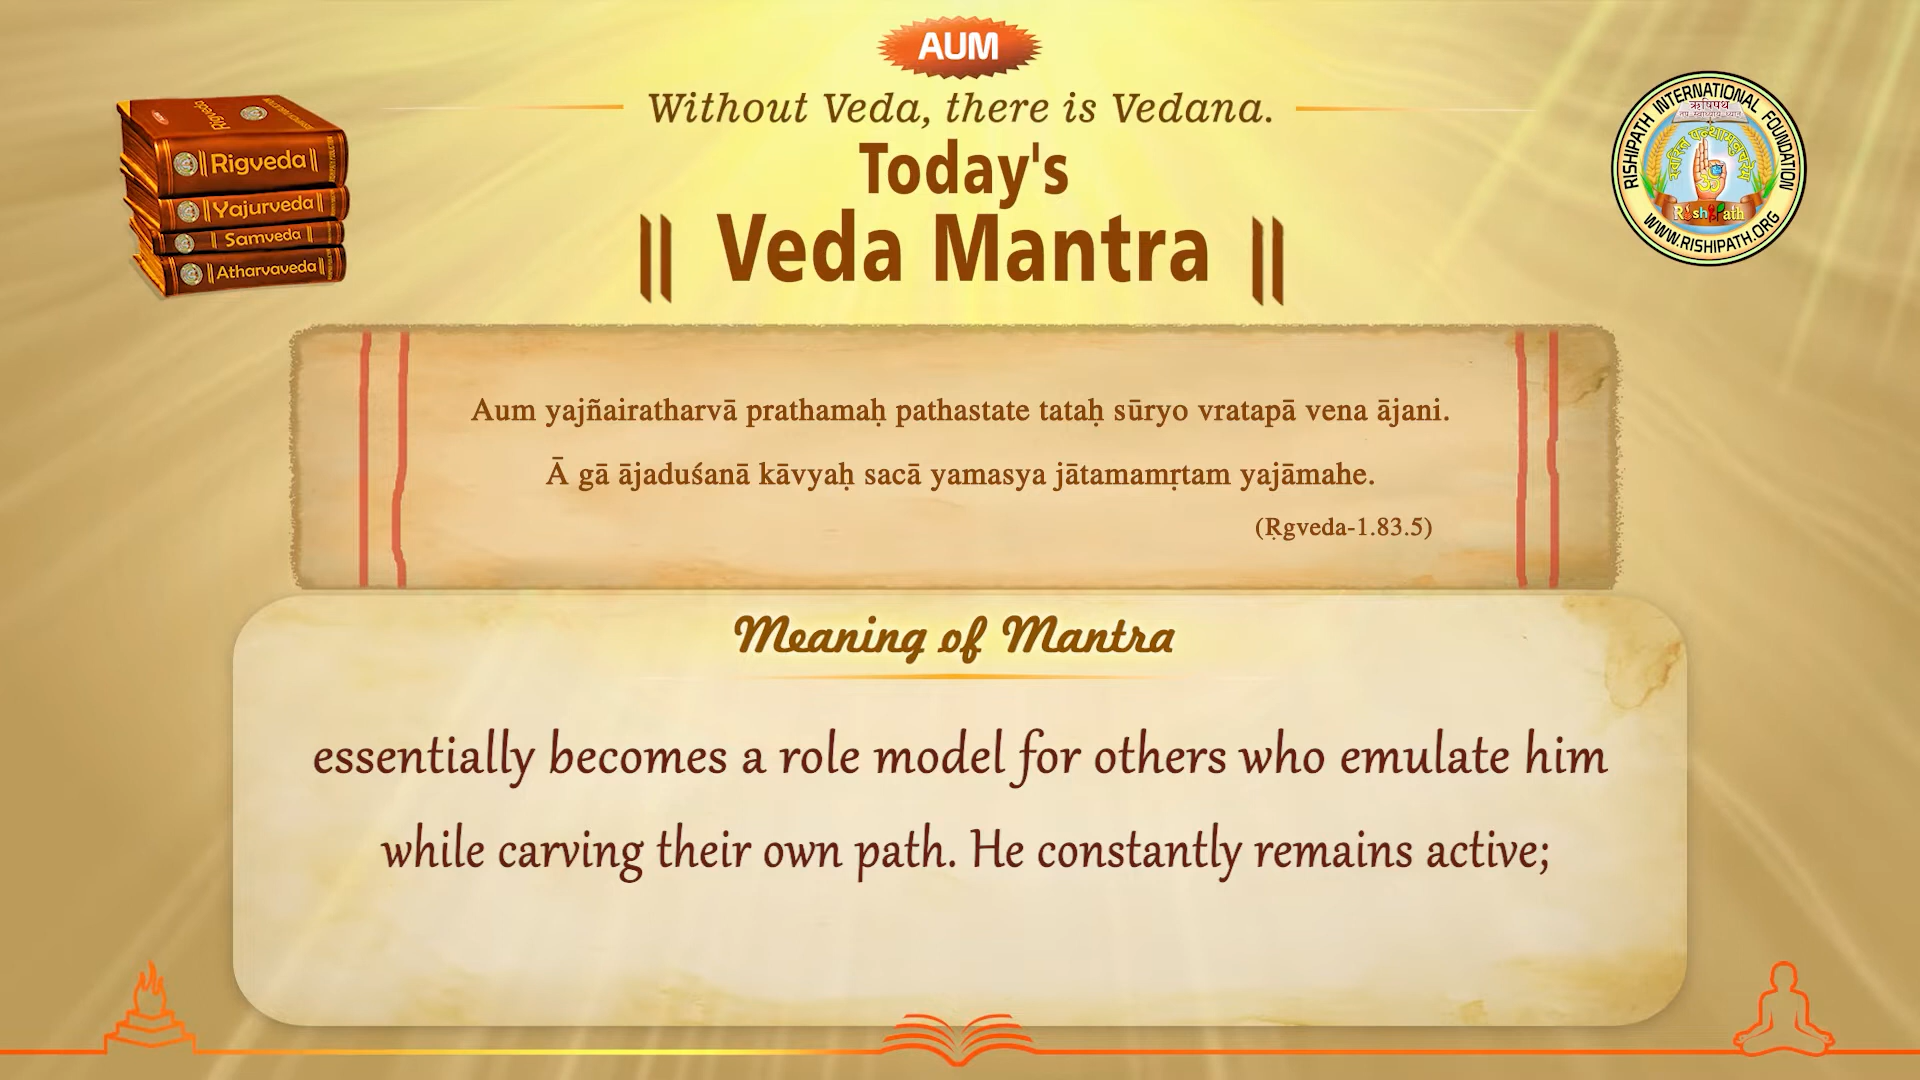 AUM
Without Veda, there is Vedana.
Today's
|| Veda Mantra ||
Rigveda
Yajurveda
Samveda
Atharvaveda
RISHIPATH INTERNATIONAL FOUNDATION
ऋषिपथ
RishiPath
WWW.RISHIPATH.ORG
Aum yajñairatharvā prathamaḥ pathastate tataḥ sūryo vratapā vena ājani.
Ā gā ājaduśanā kāvyaḥ sacā yamasya jātamamṛtam yajāmahe.
(Ṛgveda-1.83.5)
Meaning of Mantra
essentially becomes a role model for others who emulate him
while carving their own path. He constantly remains active;